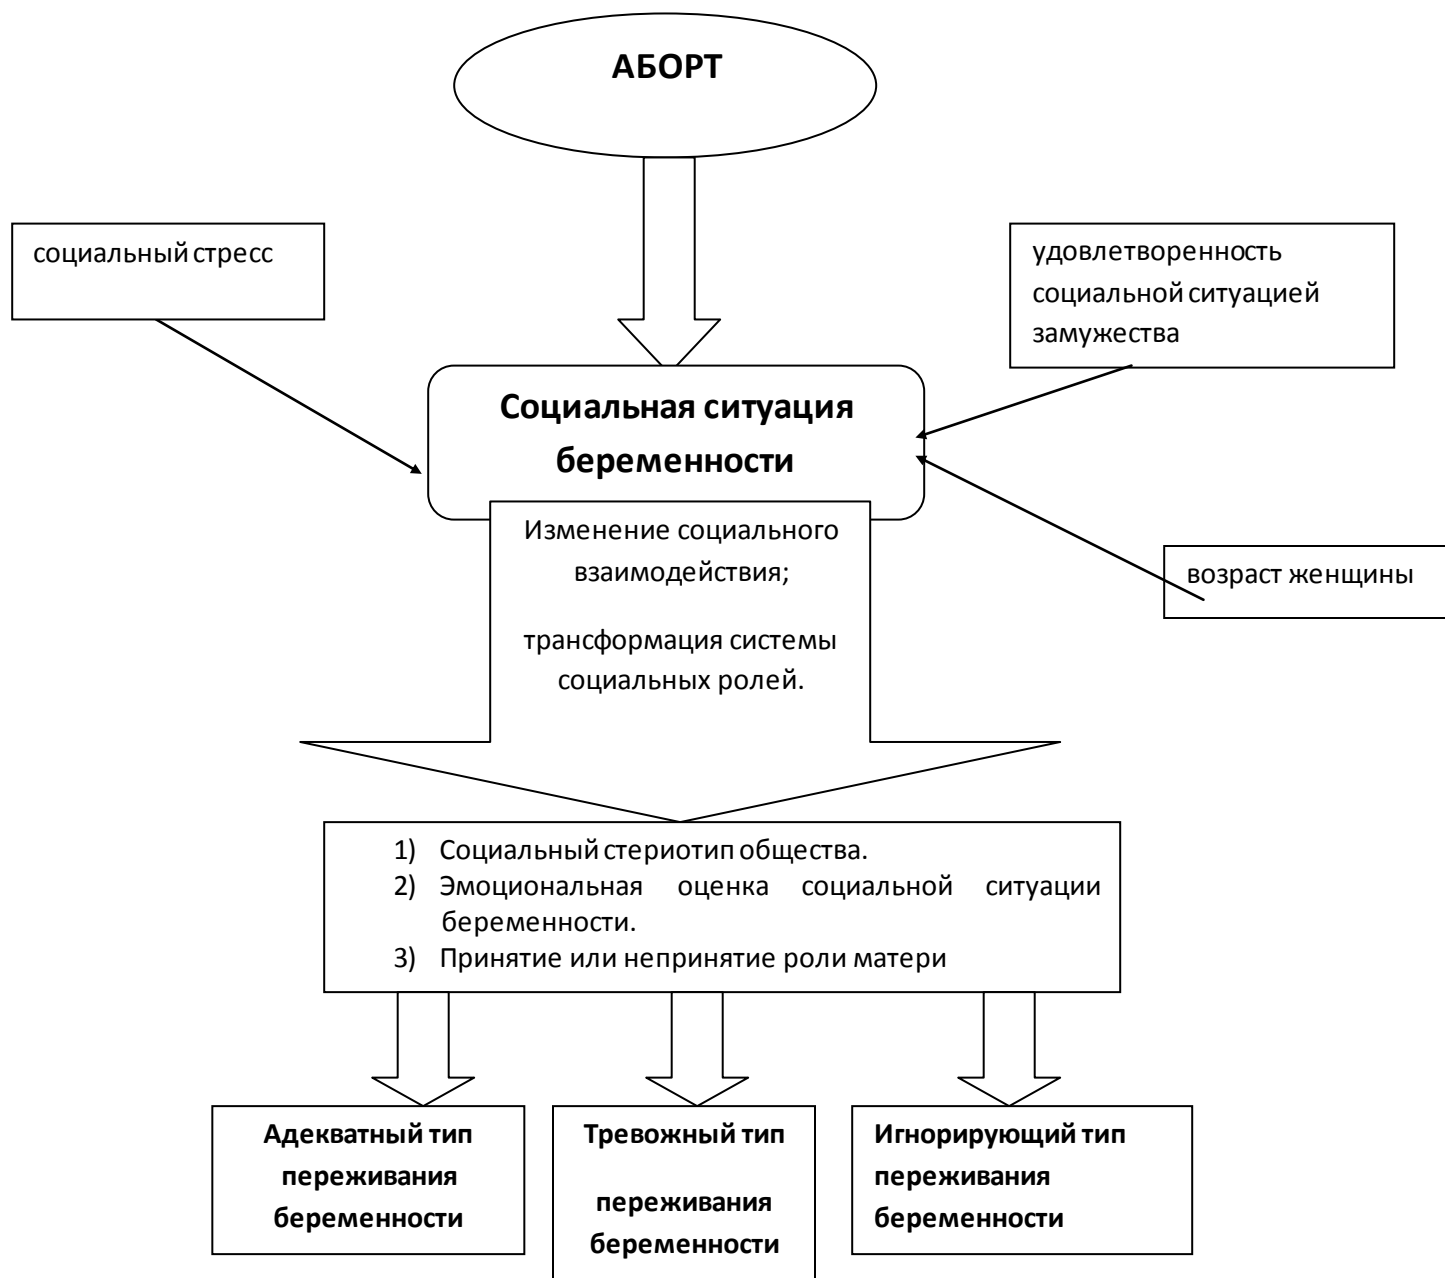 АБОРТ
социальный стресс
удовлетворенность
социальной ситуацией
замужества
Социальная ситуация
беременности
Изменение социального
взаимодействия;
трансформация системы
социальных ролей.
возраст женщины
1) Социальный стериотип общества.
2) Эмоциональная оценка социальной ситуации
беременности.
3) Принятие или непринятие роли матери
Адекватный тип
переживания
беременности
Тревожный тип
переживания
беременности
Игнорирующий тип
переживания
беременности